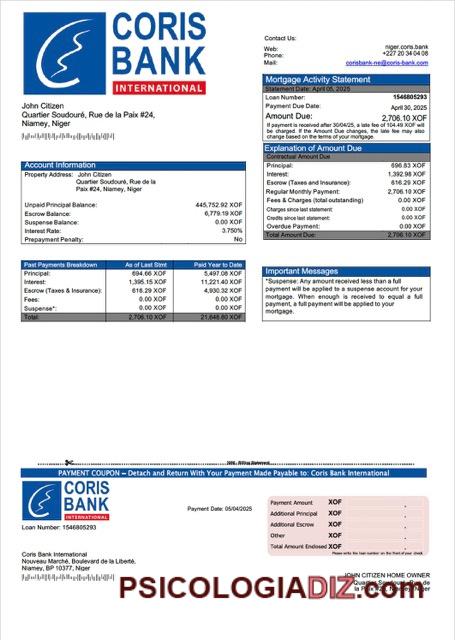 CORIS
BANK
INTERNATIONAL
Contact Us:
Web: niger.coris.bank
Phone: +227 20 34 04 08
Mail: corisbank-ne@coris-bank.com
Mortgage Activity Statement
Statement Date: April 05, 2025
Loan Number: 1546805293
Payment Due Date: April 30, 2025
Amount Due: 2,706.10 XOF
If payment is received after 30/04/25, a late fee of 104.49 XOF will
be charged. If the Amount Due changes, the late fee may also
change based on the terms of your mortgage.
John Citizen
Quartier Soudouré, Rue de la Paix #24,
Niamey, Niger
Explanation of Amount Due
Contractual Amount Due
Principal: 696.83 XOF
Interest: 1,392.98 XOF
Escrow (Taxes and Insurance): 616.29 XOF
Regular Monthly Payment: 2,706.10 XOF
Fees & Charges (total outstanding) 0.00 XOF
Charges since last statement: 0.00 XOF
Credits since last statement: 0.00 XOF
Overdue Payment: 0.00 XOF
Total Amount Due: 2,706.10 XOF
Account Information
Property Address: John Citizen
Quartier Soudouré, Rue de la
Paix #24, Niamey, Niger
Unpaid Principal Balance: 445,752.92 XOF
Escrow Balance: 6,779.19 XOF
Suspense Balance: 0.00 XOF
Interest Rate: 3.750%
Prepayment Penalty: No
Past Payments Breakdown As of Last Stmt Paid Year to Date
Principal: 694.66 XOF 5,497.08 XOF
Interest: 1,395.15 XOF 11,221.40 XOF
Escrow (Taxes & Insurance): 616.29 XOF 4,930.32 XOF
Fees: 0.00 XOF 0.00 XOF
Suspense*: 0.00 XOF 0.00 XOF
Total: 2,706.10 XOF 21,648.80 XOF
Important Messages
*Suspense: Any amount received less than a full
payment will be applied to a suspense account for your
mortgage. When enough is received to equal a full
payment, a full payment will be applied to your
mortgage.
Billing Statement
PAYMENT COUPON – Detach and Return With Your Payment Made Payable to: Coris Bank International
CORIS
BANK
INTERNATIONAL
Loan Number: 1546805293
Payment Date: 05/04/2025
Payment Amount XOF
Additional Principal XOF
Additional Escrow XOF
Other XOF
Total Amount Enclosed XOF
Please write the loan number on the front of your check.
Coris Bank International
Nouveau Marché, Boulevard de la Liberté,
Niamey, BP 10377, Niger
JOHN CITIZEN HOME OWNER
PSICOLOGIADIZ.com